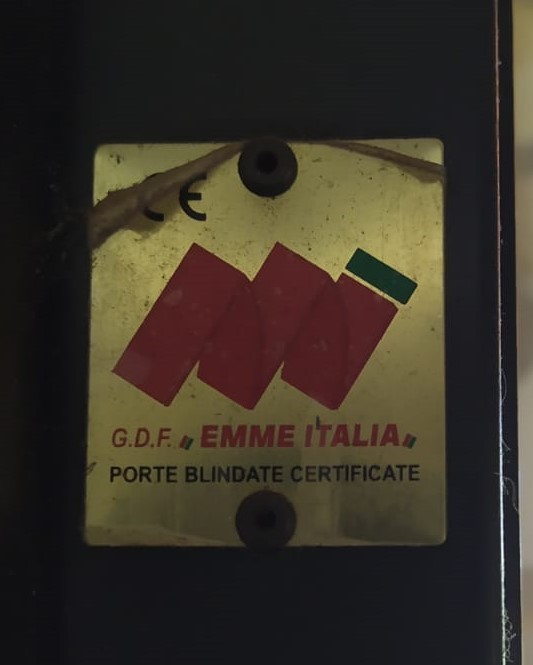 CE
G.D.F. EMME ITALIA
PORTE BLINDATE CERTIFICATE